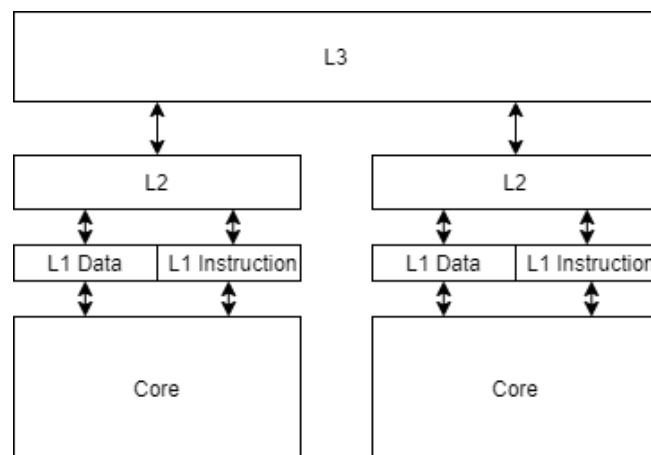 L3
L2 L2
L1 Data L1 Instruction L1 Data L1 Instruction
Core Core